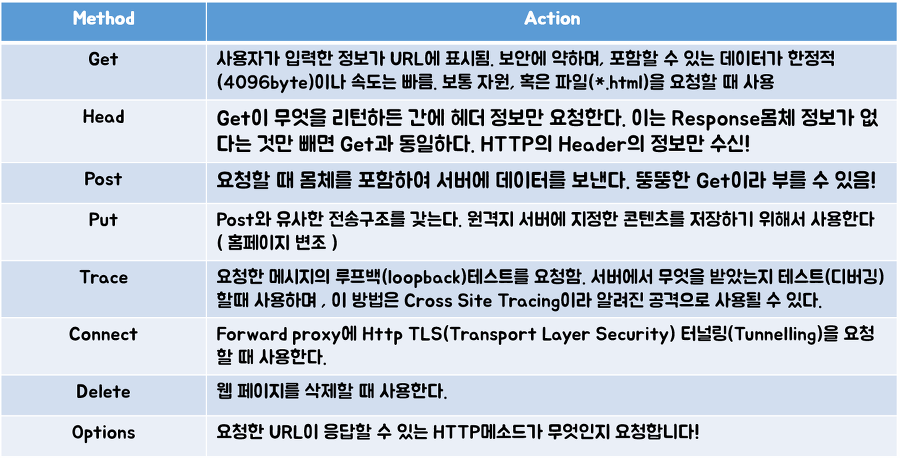 Method Action
Get 사용자가 입력한 정보가 URL에 표시됨. 보안에 약하며, 포함할 수 있는 데이터가 한정적
(4096byte)이나 속도는 빠름. 보통 자원, 혹은 파일(*.html)을 요청할 때 사용
Head Get이 무엇을 리턴하든 간에 헤더 정보만 요청한다. 이는 Response몸체 정보가 없
다는 것만 빼면 Get과 동일하다. HTTP의 Header의 정보만 수신!
Post 요청할 때 몸체를 포함하여 서버에 데이터를 보낸다. 뚱뚱한 Get이라 부를 수 있음!
Put Post와 유사한 전송구조를 갖는다. 원격지 서버에 지정한 콘텐츠를 저장하기 위해서 사용한다
( 홈페이지 변조 )
Trace 요청한 메시지의 루프백(loopback)테스트를 요청함. 서버에서 무엇을 받았는지 테스트(디버깅)
할때 사용하며 , 이 방법은 Cross Site Tracing이라 알려진 공격으로 사용될 수 있다.
Connect Forward proxy에 Http TLS(Transport Layer Security) 터널링(Tunnelling)을 요청
할 때 사용한다.
Delete 웹 페이지를 삭제할 때 사용한다.
Options 요청한 URL이 응답할 수 있는 HTTP메소드가 무엇인지 요청합니다!